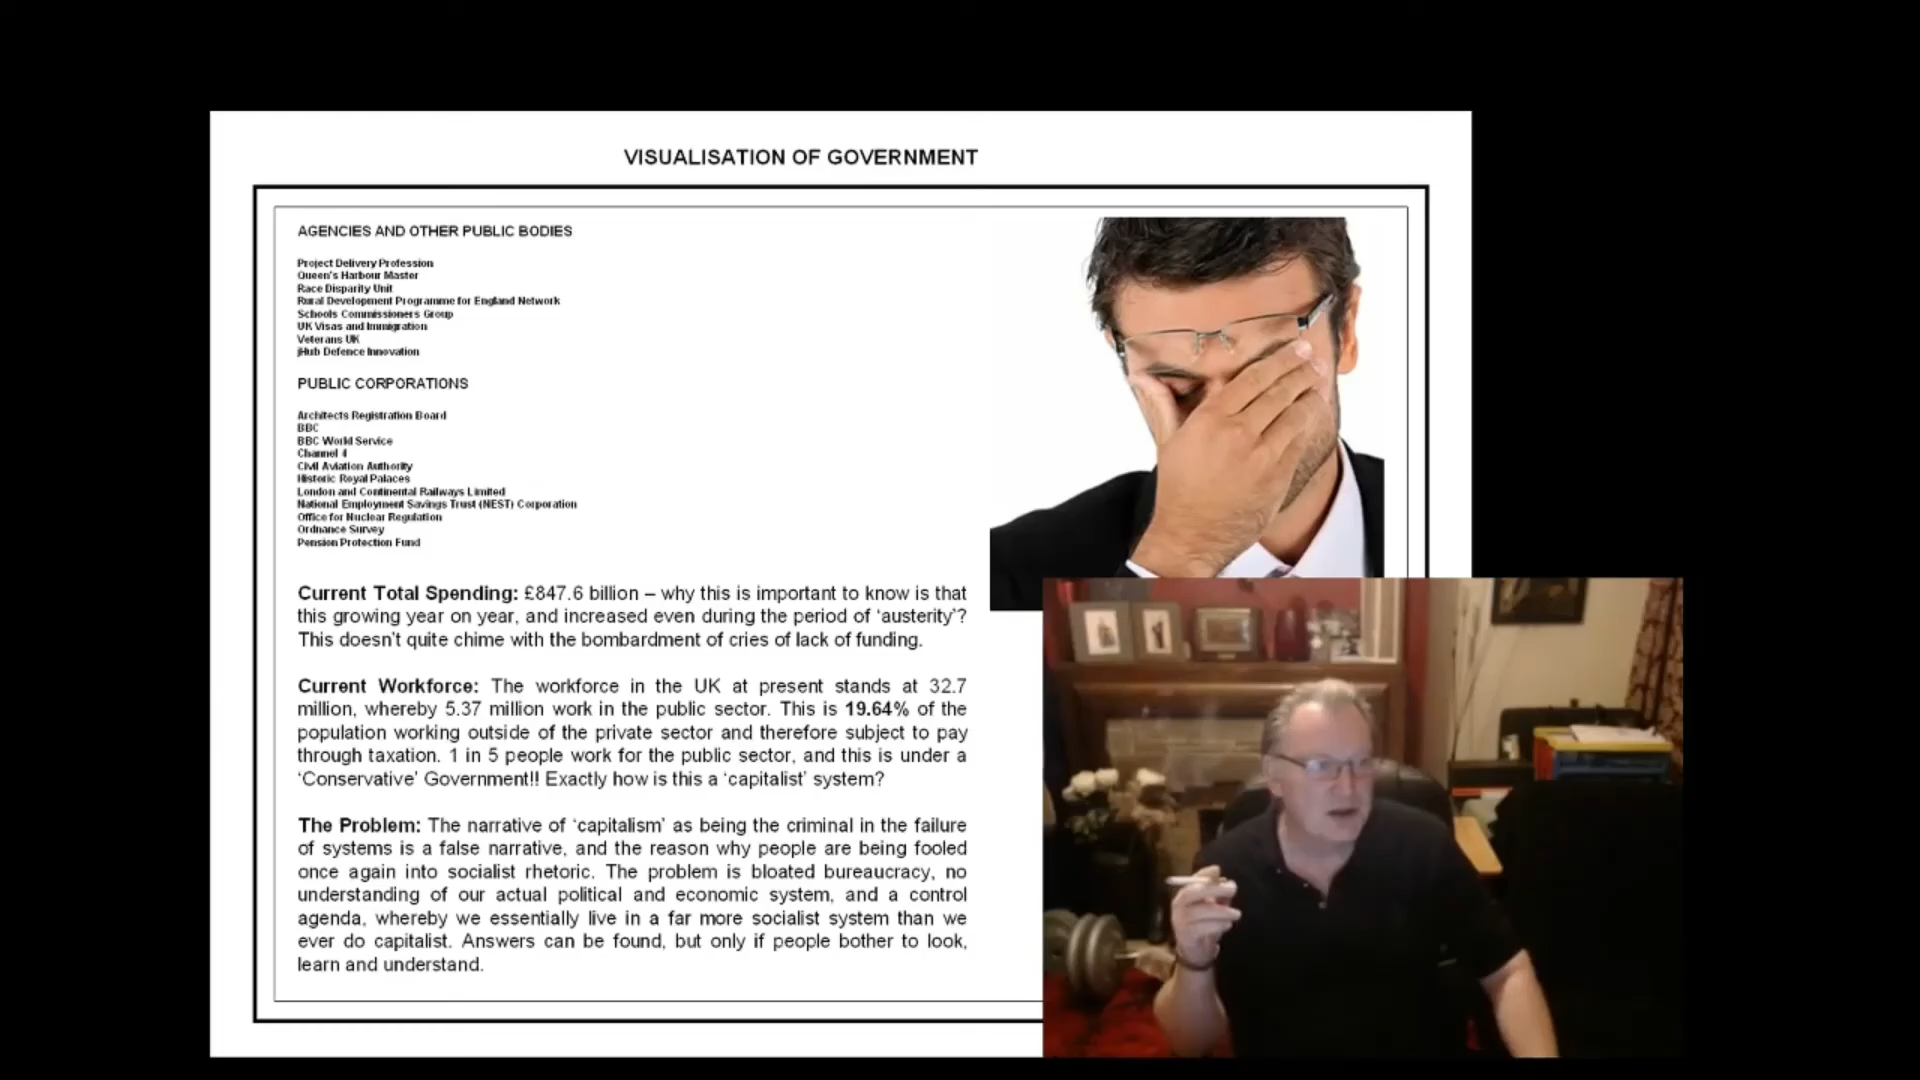 VISUALISATION OF GOVERNMENT
AGENCIES AND OTHER PUBLIC BODIES
Project Delivery Profession
Queen's Harbour Master
Race Disparity Unit
Rural Development Programme for England Network
Schools Commissioners Group
UK Visas and Immigration
Veterans UK
jHub Defence Innovation
PUBLIC CORPORATIONS
Architects Registration Board
BBC
BBC World Service
Channel 4
Civil Aviation Authority
Historic Royal Palaces
London and Continental Railways Limited
National Employment Savings Trust (NEST) Corporation
Office for Nuclear Regulation
Ordnance Survey
Pension Protection Fund
Current Total Spending: £847.6 billion – why this is important to know is that
this growing year on year, and increased even during the period of ‘austerity’?
This doesn't quite chime with the bombardment of cries of lack of funding.
Current Workforce: The workforce in the UK at present stands at 32.7
million, whereby 5.37 million work in the public sector. This is 19.64% of the
population working outside of the private sector and therefore subject to pay
through taxation. 1 in 5 people work for the public sector, and this is under a
‘Conservative’ Government!! Exactly how is this a ‘capitalist’ system?
The Problem: The narrative of ‘capitalism’ as being the criminal in the failure
of systems is a false narrative, and the reason why people are being fooled
once again into socialist rhetoric. The problem is bloated bureaucracy, no
understanding of our actual political and economic system, and a control
agenda, whereby we essentially live in a far more socialist system than we
ever do capitalist. Answers can be found, but only if people bother to look,
learn and understand.